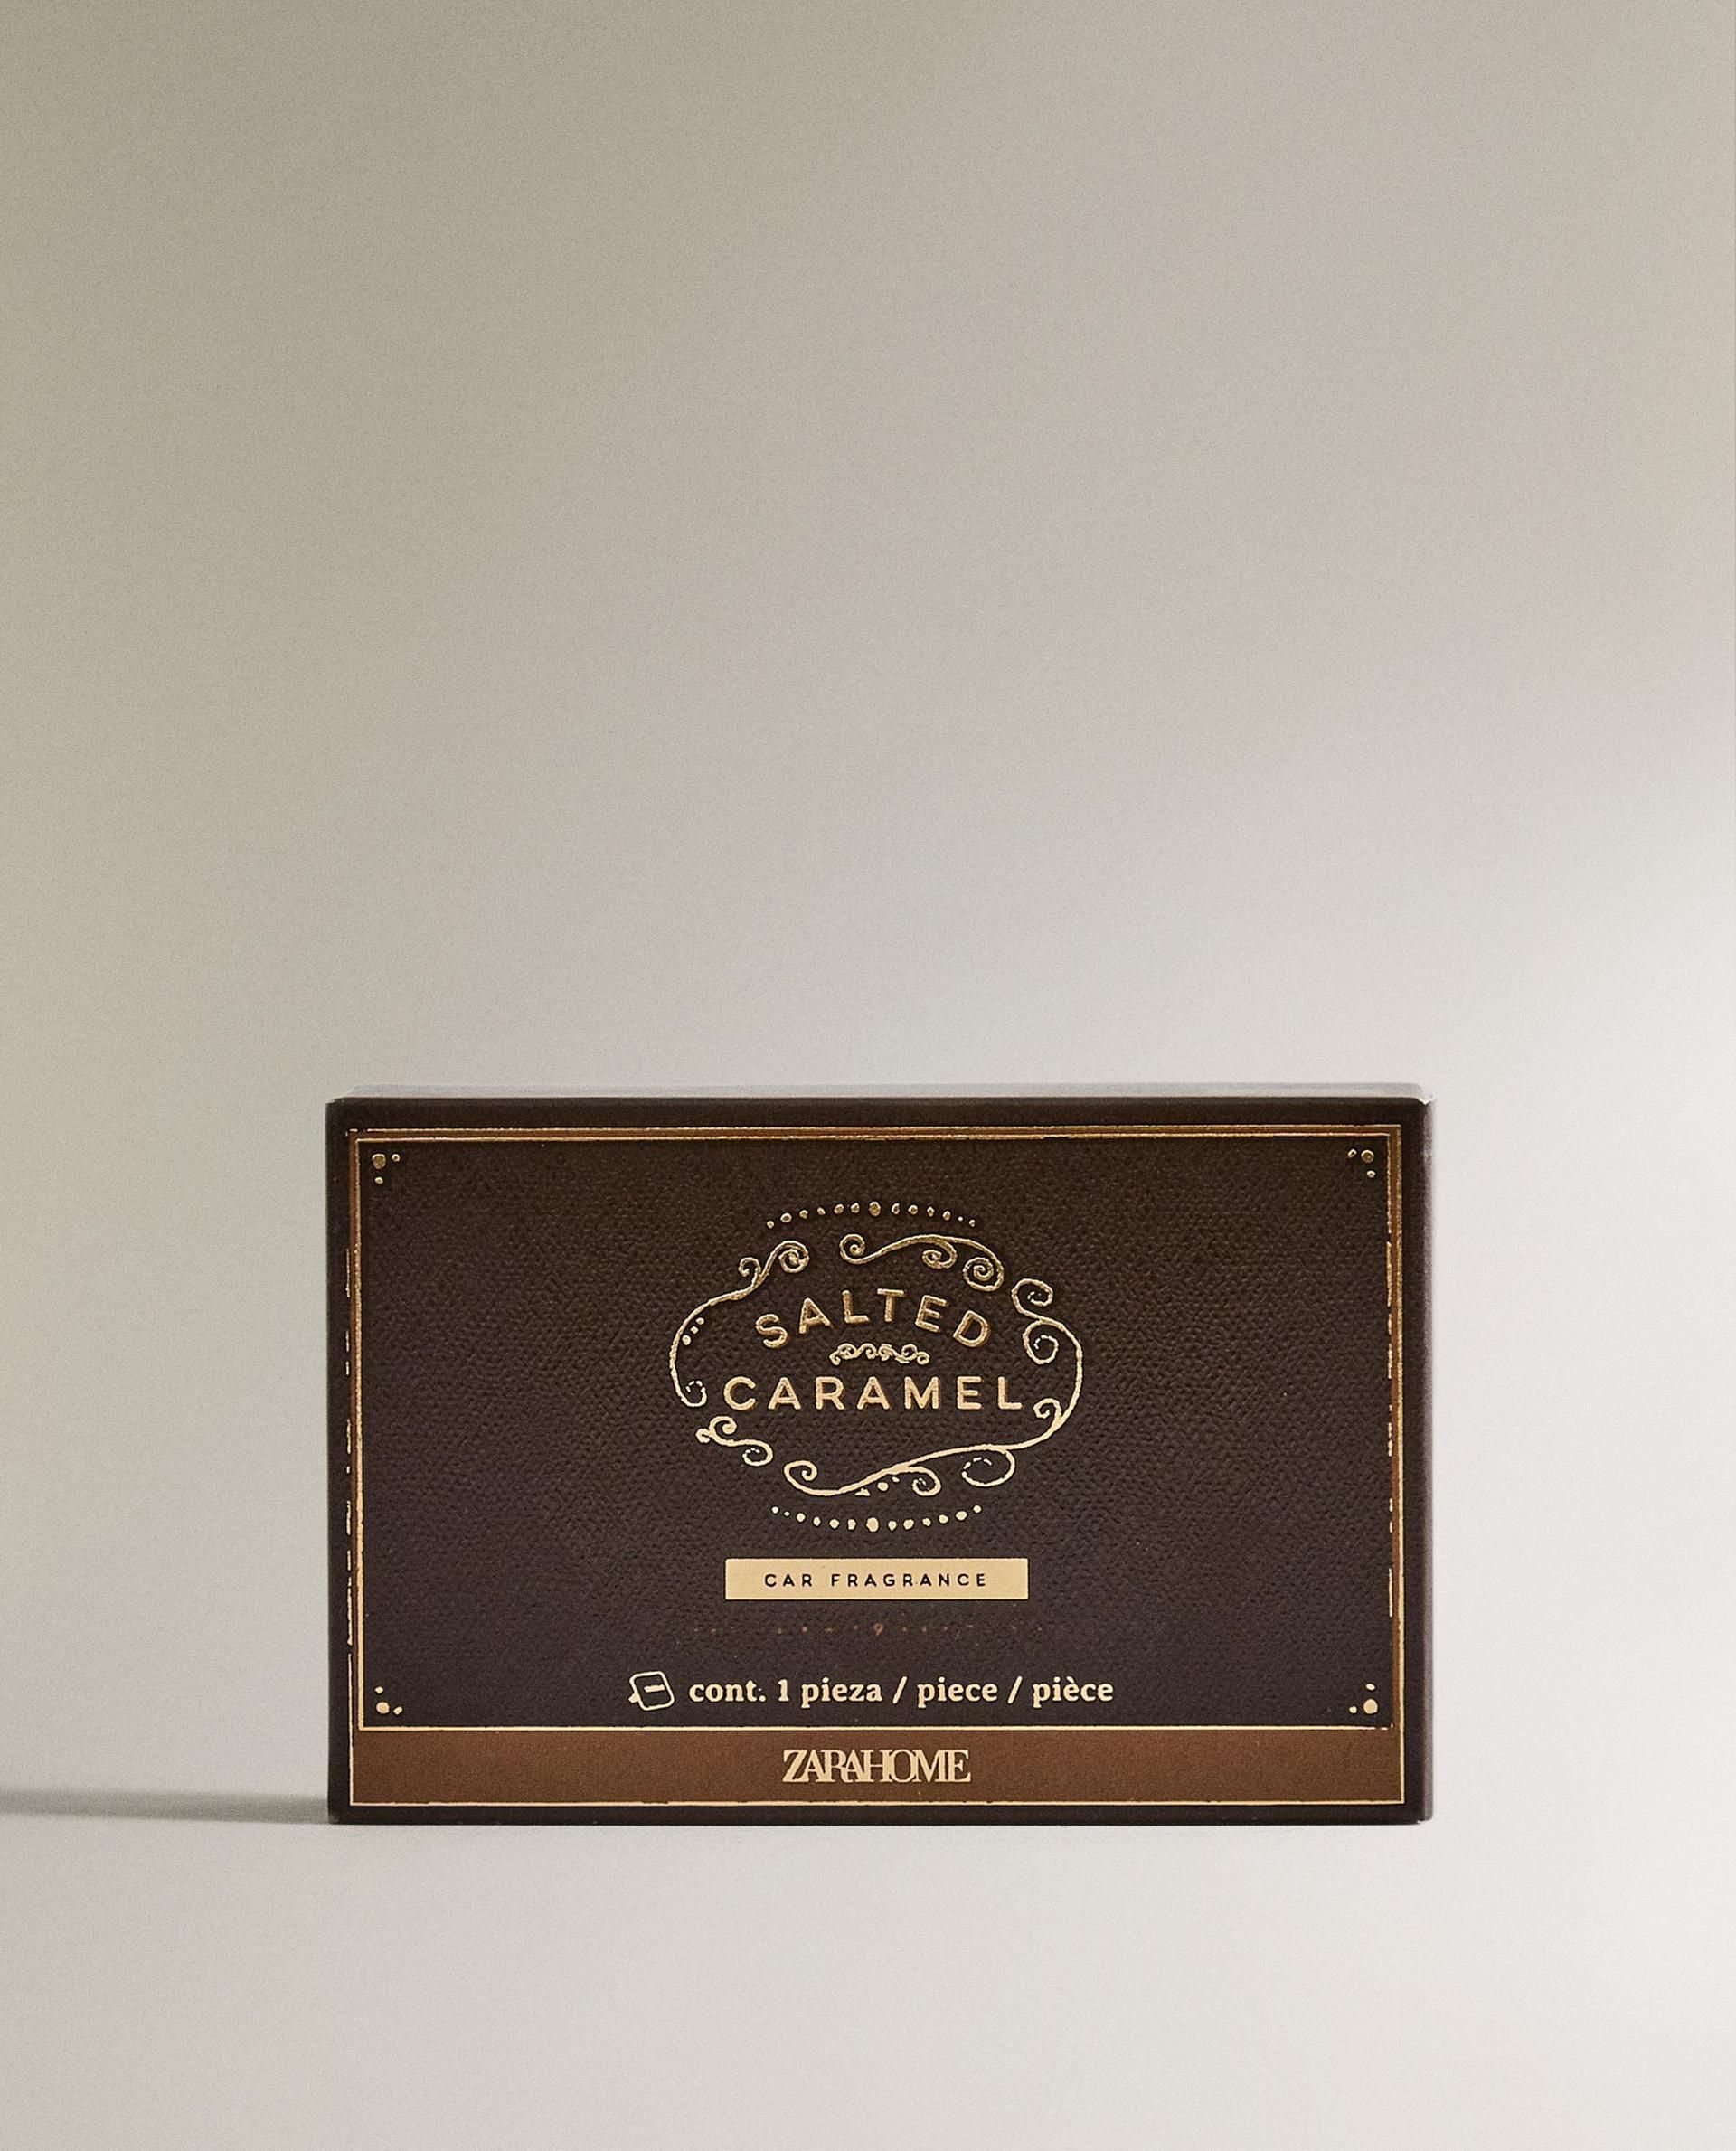 SALTED
CARAMEL
CAR FRAGRANCE
cont. 1 pieza / piece / pièce
ZARAHOME